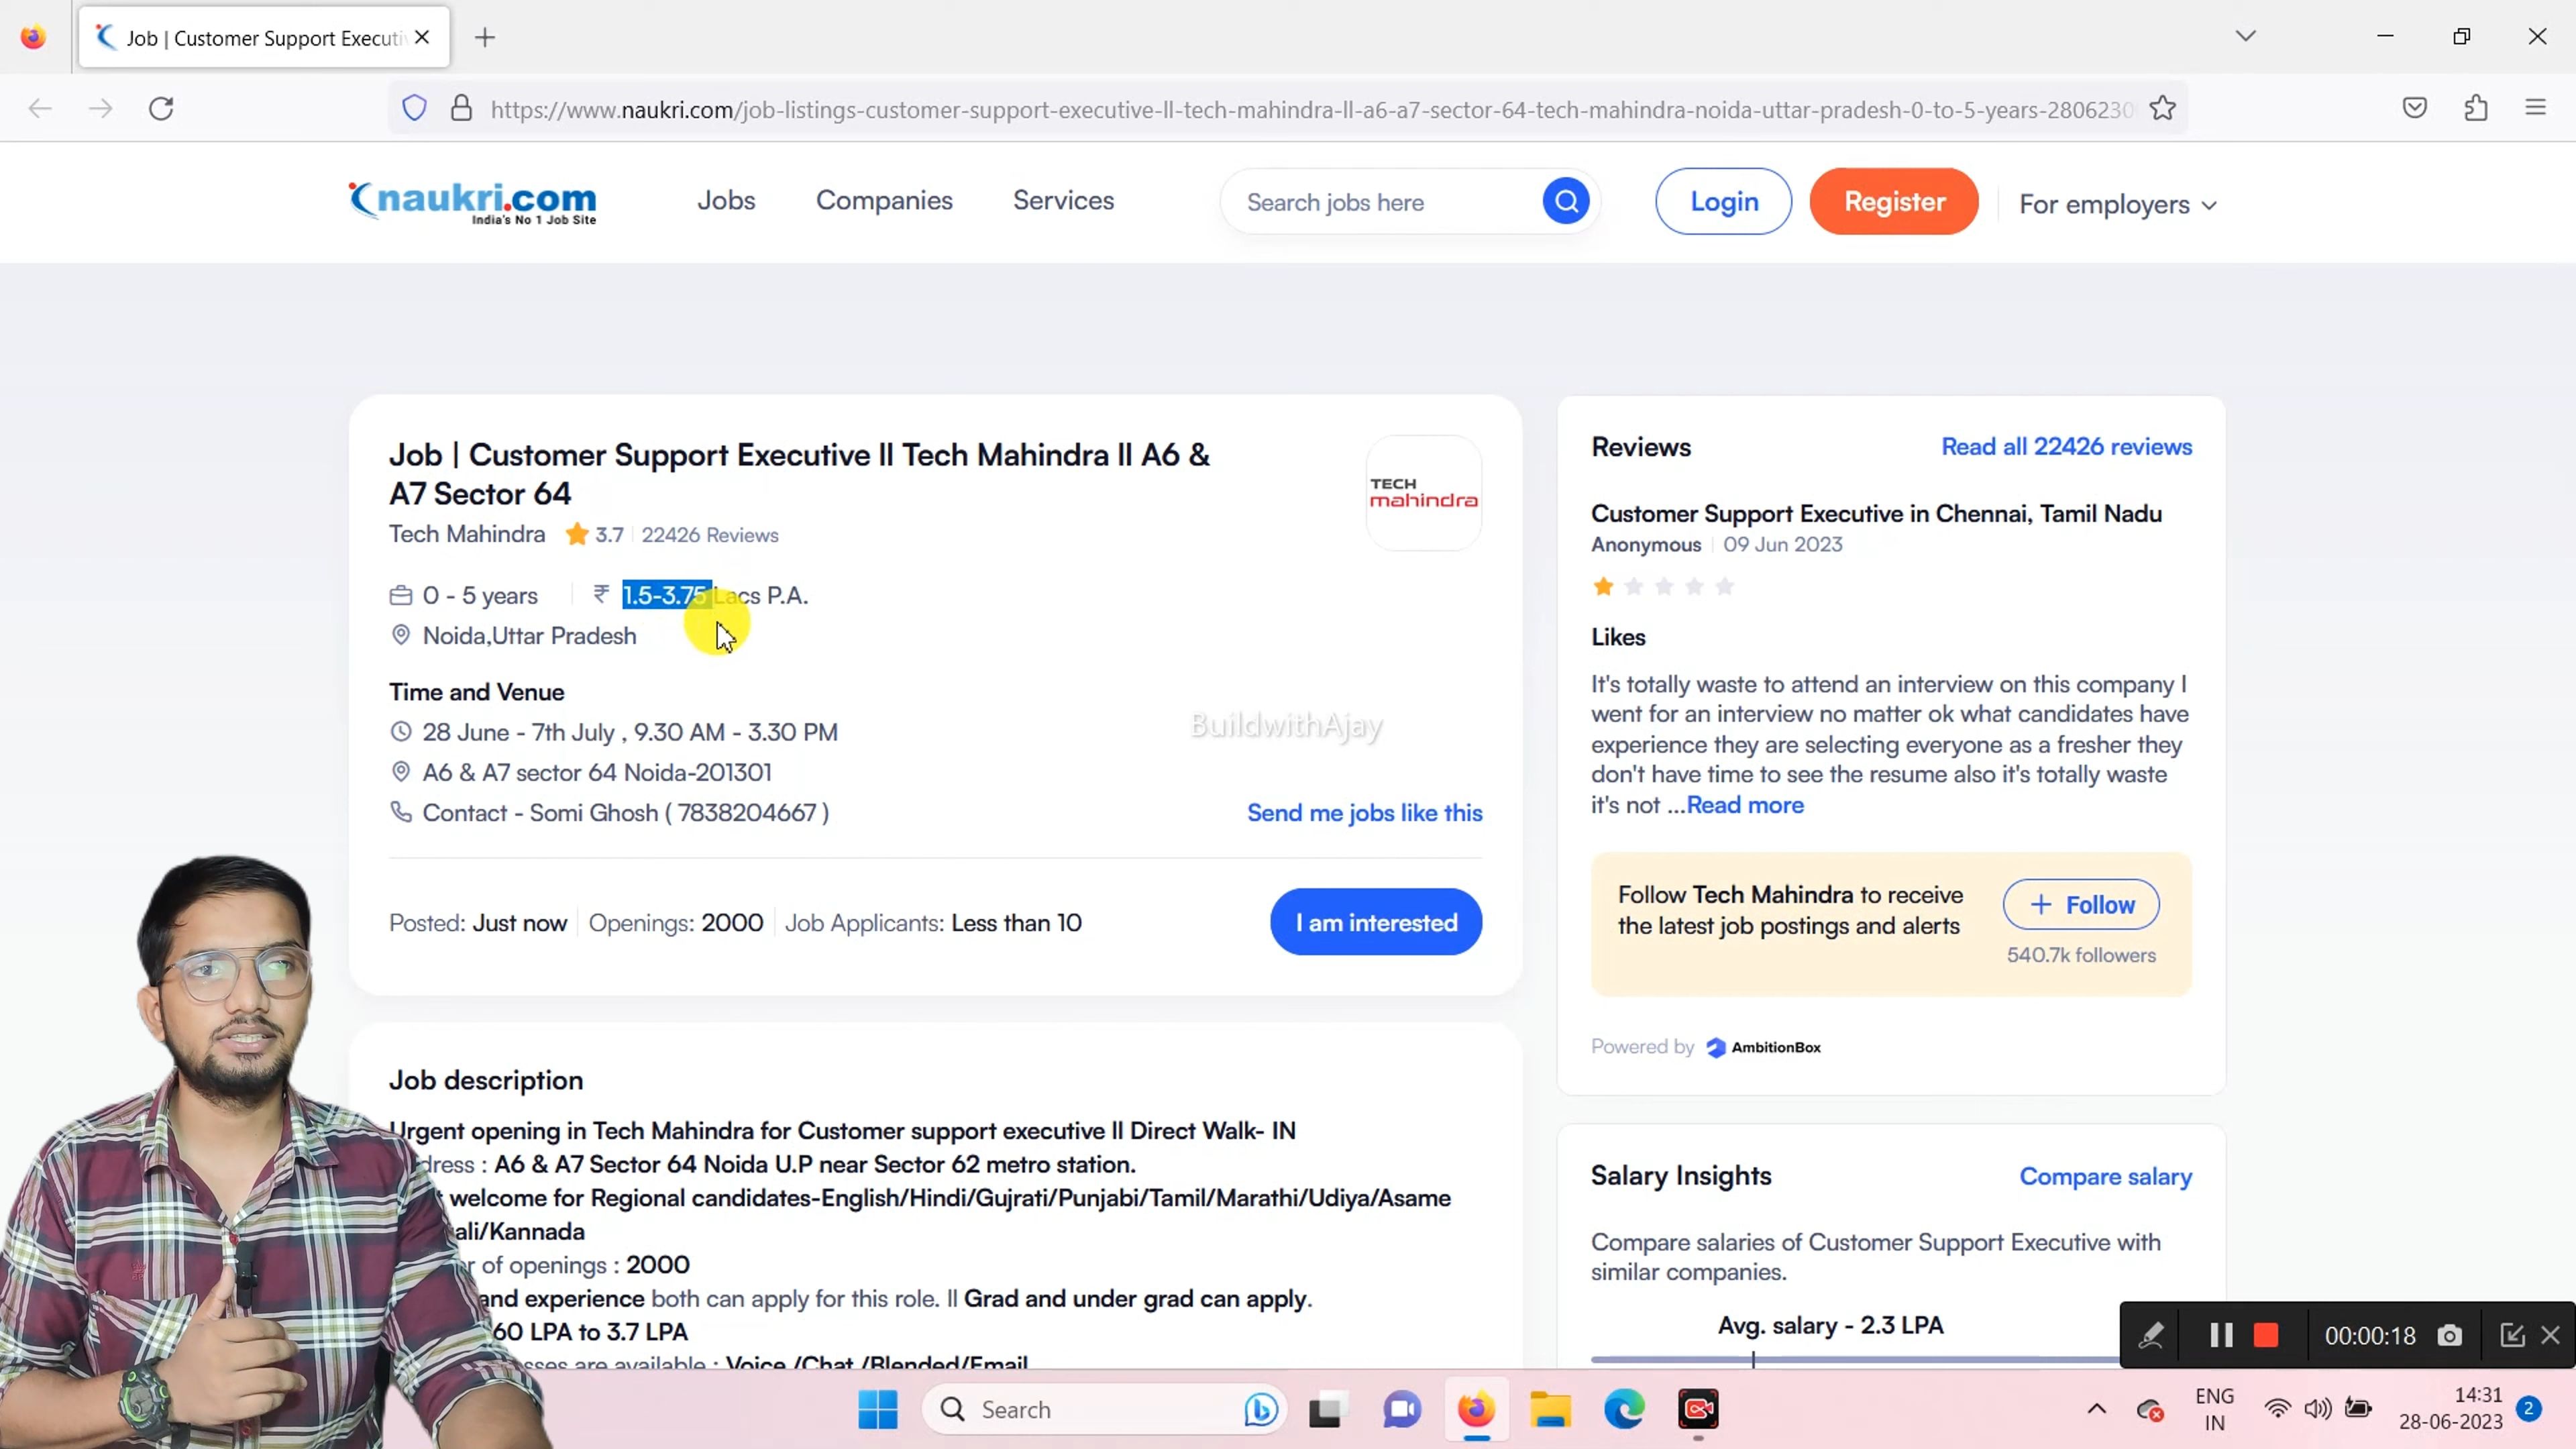 Job | Customer Support Executi
https://www.naukri.com/job-listings-customer-support-executive-ll-tech-mahindra-ll-a6-a7-sector-64-tech-mahindra-noida-uttar-pradesh-0-to-5-years-2806230
naukri.com
India's No 1 Job Site
Jobs
Companies
Services
Search jobs here
Login
Register
For employers
Job | Customer Support Executive ll Tech Mahindra ll A6 &
A7 Sector 64
Tech Mahindra 3.7 | 22426 Reviews
TECH
mahindra
0 - 5 years | ₹ 1.5-3.75 Lacs P.A.
Noida,Uttar Pradesh
Time and Venue
28 June - 7th July , 9.30 AM - 3.30 PM
A6 & A7 sector 64 Noida-201301
Contact - Somi Ghosh ( 7838204667 )
BuildwithAjay
Send me jobs like this
Posted: Just now | Openings: 2000 | Job Applicants: Less than 10
I am interested
Job description
Urgent opening in Tech Mahindra for Customer support executive ll Direct Walk- IN
dress : A6 & A7 Sector 64 Noida U.P near Sector 62 metro station.
welcome for Regional candidates-English/Hindi/Gujrati/Punjabi/Tamil/Marathi/Udiya/Asame
ali/Kannada
r of openings : 2000
and experience both can apply for this role. ll Grad and under grad can apply.
60 LPA to 3.7 LPA
sses are available : Voice /Chat /Blended/Email
Reviews
Read all 22426 reviews
Customer Support Executive in Chennai, Tamil Nadu
Anonymous | 09 Jun 2023
Likes
It's totally waste to attend an interview on this company I
went for an interview no matter ok what candidates have
experience they are selecting everyone as a fresher they
don't have time to see the resume also it's totally waste
it's not ...Read more
Follow Tech Mahindra to receive
the latest job postings and alerts
+ Follow
540.7k followers
Powered by AmbitionBox
Salary Insights
Compare salary
Compare salaries of Customer Support Executive with
similar companies.
Avg. salary - 2.3 LPA
00:00:18
Search
ENG
IN
14:31
28-06-2023
2